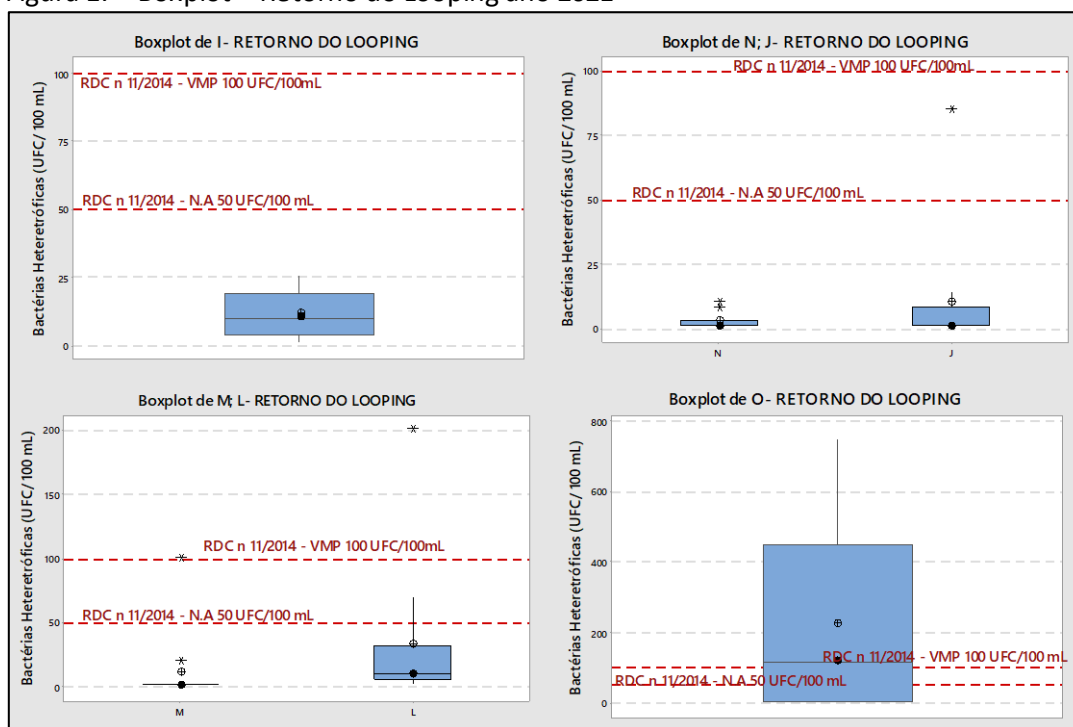 Figura 27 - Boxplot – Retorno do Looping ano 2022
Boxplot de I- RETORNO DO LOOPING
Bactérias Heteretróficas (UFC/ 100 mL)
100
RDC n 11/2014 - VMP 100 UFC/100mL
75
RDC n 11/2014 - N.A 50 UFC/100 mL
50
25
0
Boxplot de N; J- RETORNO DO LOOPING
Bactérias Heteretróficas (UFC/ 100 mL)
RDC n 11/2014 - VMP 100 UFC/100mL
100
75
RDC n 11/2014 - N.A 50 UFC/100 mL
50
25
0
N
J
Boxplot de M; L- RETORNO DO LOOPING
Bactérias Heteretróficas (UFC/ 100 mL)
200
150
RDC n 11/2014 - VMP 100 UFC/100mL
100
RDC n 11/2014 - N.A 50 UFC/100 mL
50
0
M
L
Boxplot de O- RETORNO DO LOOPING
Bactérias Heteretróficas (UFC/ 100 mL)
800
600
400
200
RDC n 11/2014 - VMP 100 UFC/100mL
RDC n 11/2014 - N.A 50 UFC/100 mL
0